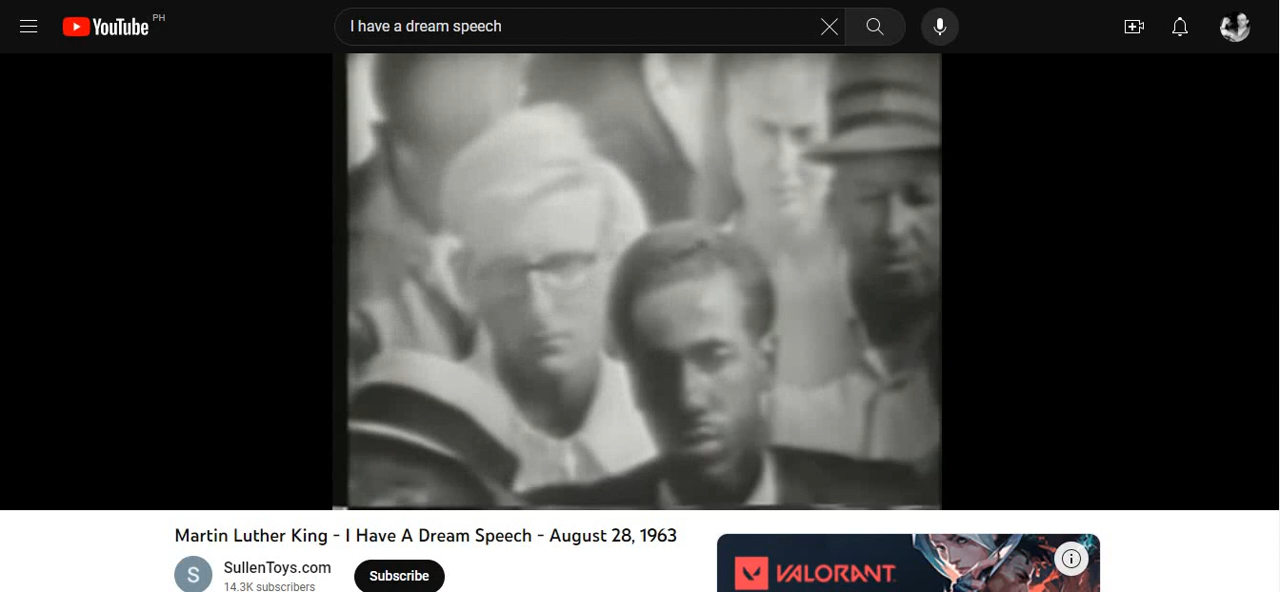 YouTube PH
I have a dream speech
Martin Luther King - I Have A Dream Speech - August 28, 1963
S
SullenToys.com
14.3K subscribers
Subscribe
VALORANT